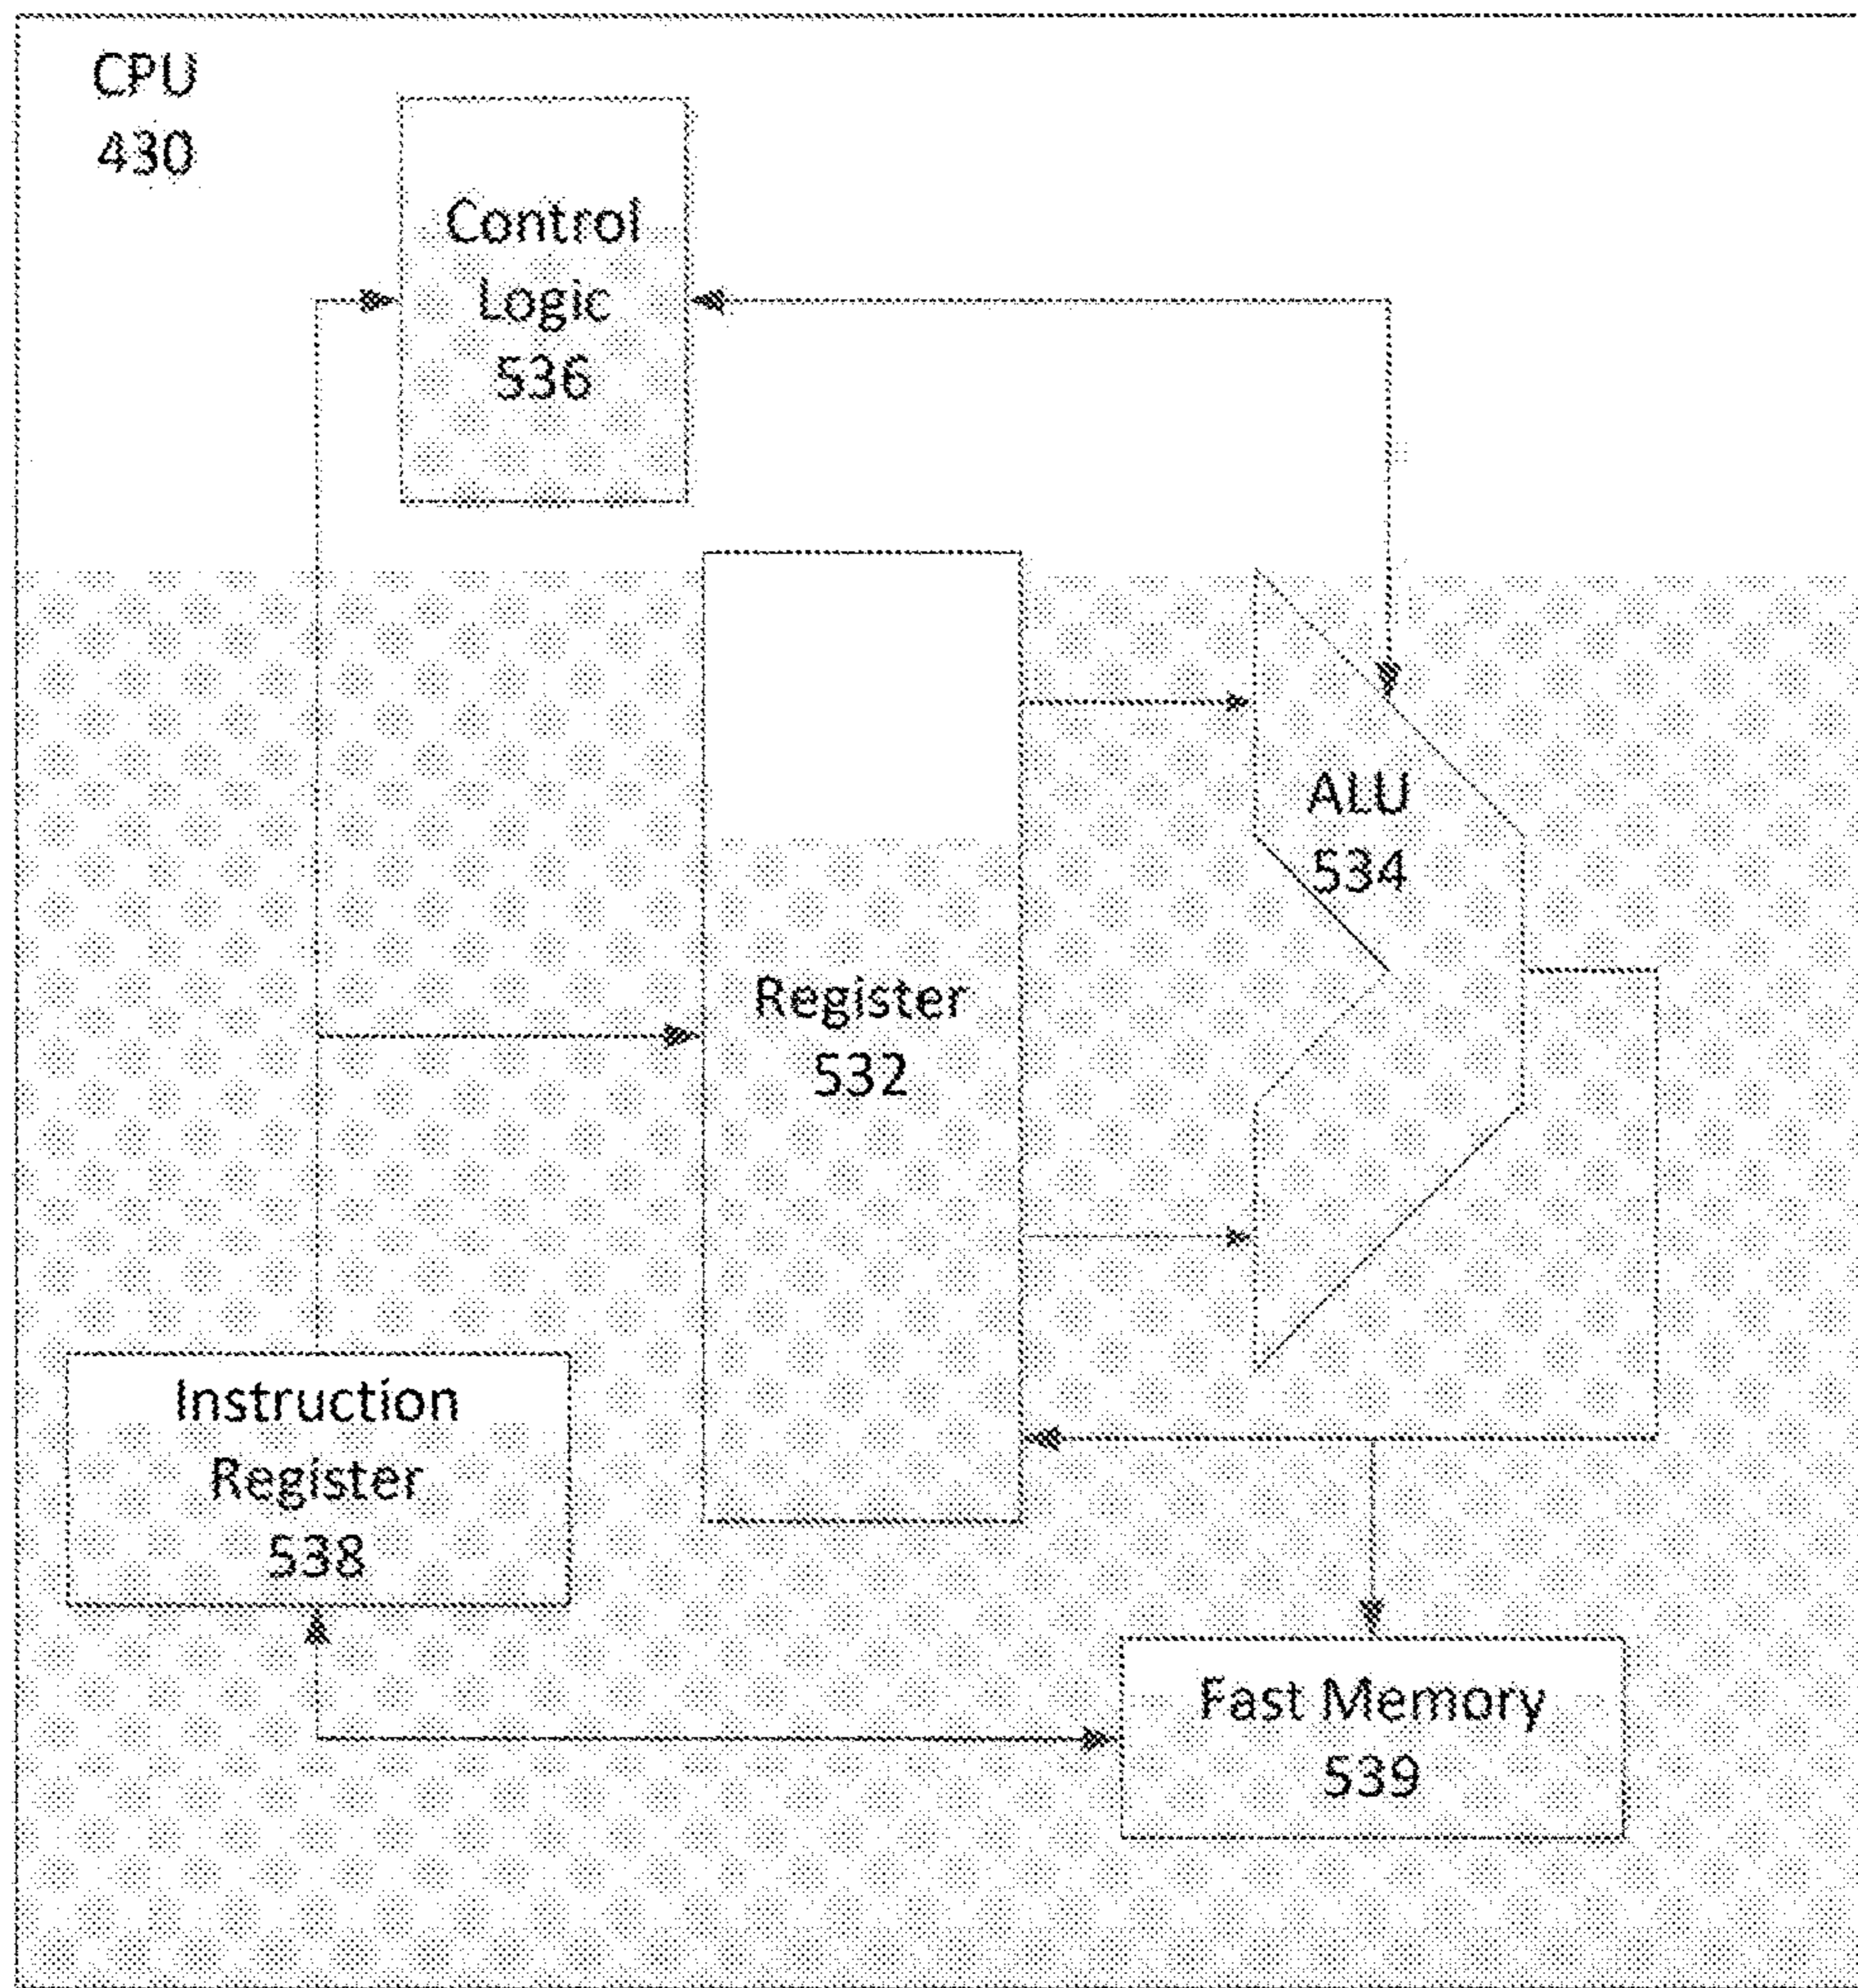 CPU
430
Control
Logic
536
ALU
534
Register
532
Instruction
Register
538
Fast Memory
539